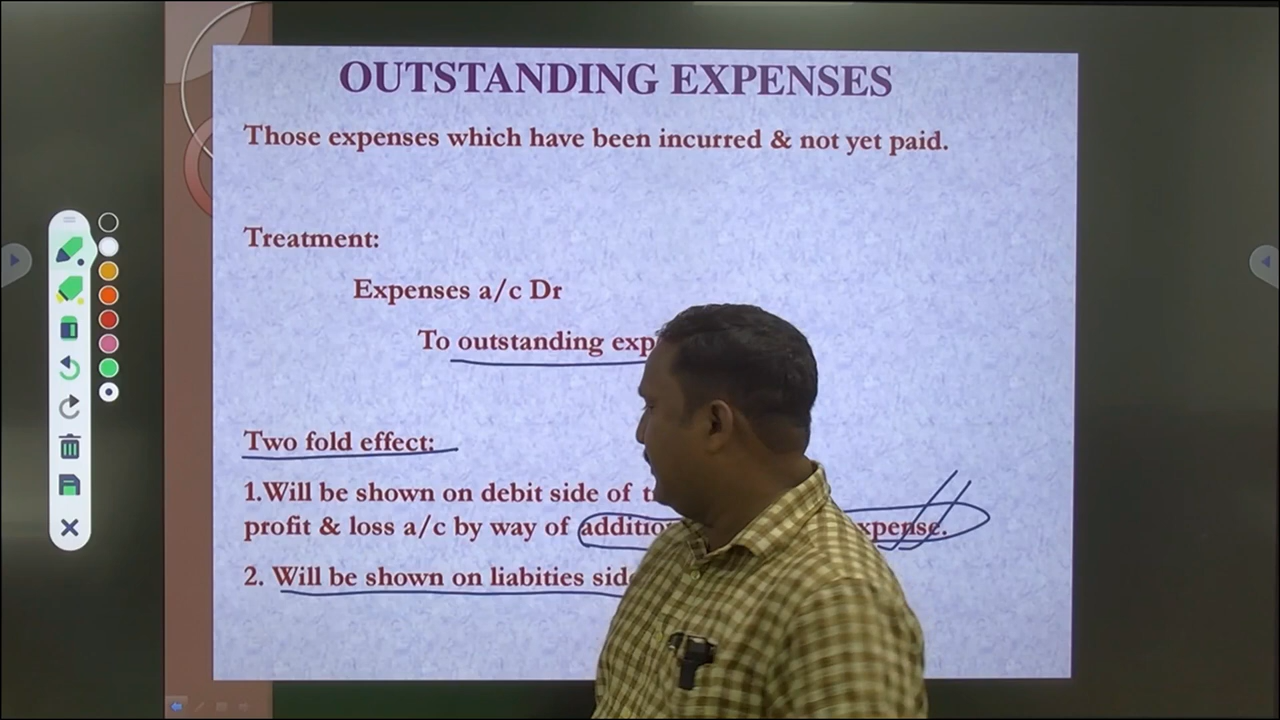 OUTSTANDING EXPENSES
Those expenses which have been incurred & not yet paid.
Treatment:
Expenses a/c Dr
To outstanding
Two fold effect:
1.Will be shown on debit side of
profit & loss a/c by way of
2. Will be shown on liabities